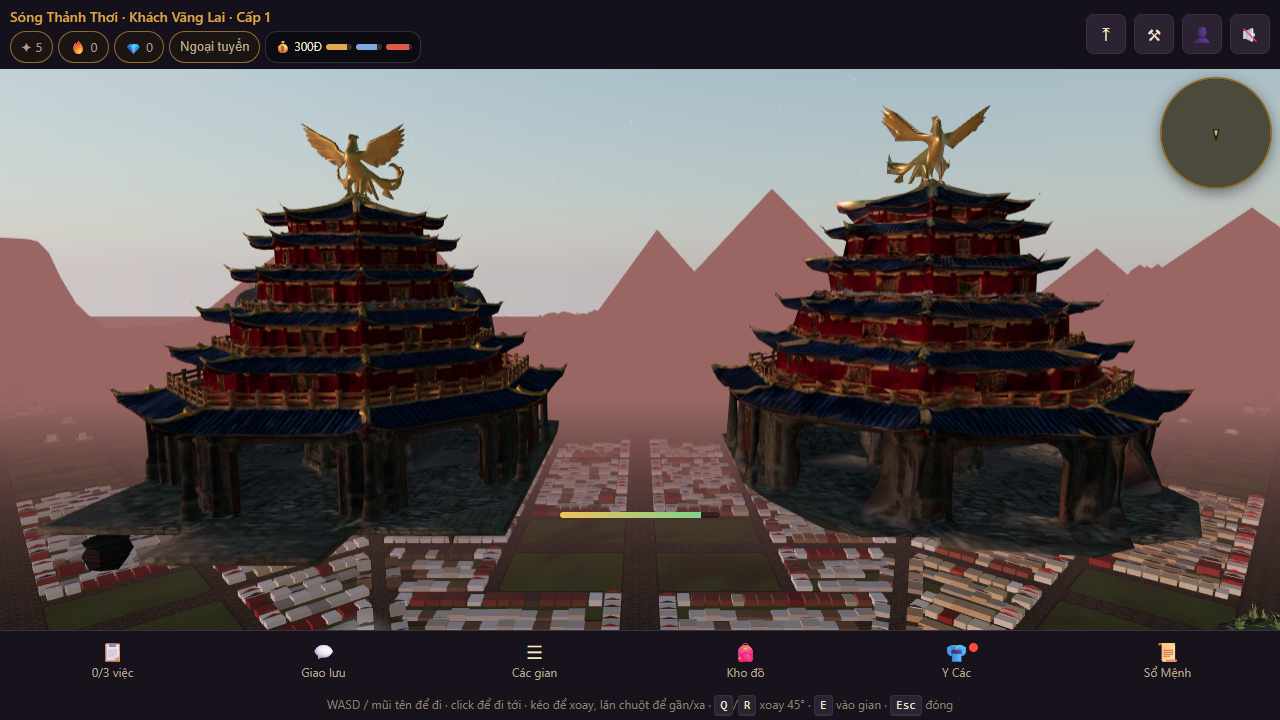 Sóng Thảnh Thơi · Khách Vãng Lai · Cấp 1
5
0
0
Ngoại tuyến
300Đ
0/3 việc
Giao lưu
Các gian
Kho đồ
Y Các
Sổ Mệnh
WASD / mũi tên để đi · click để đi tới · kéo để xoay, lăn chuột để gần/xa · Q / R xoay 45° · E vào gian · Esc đóng